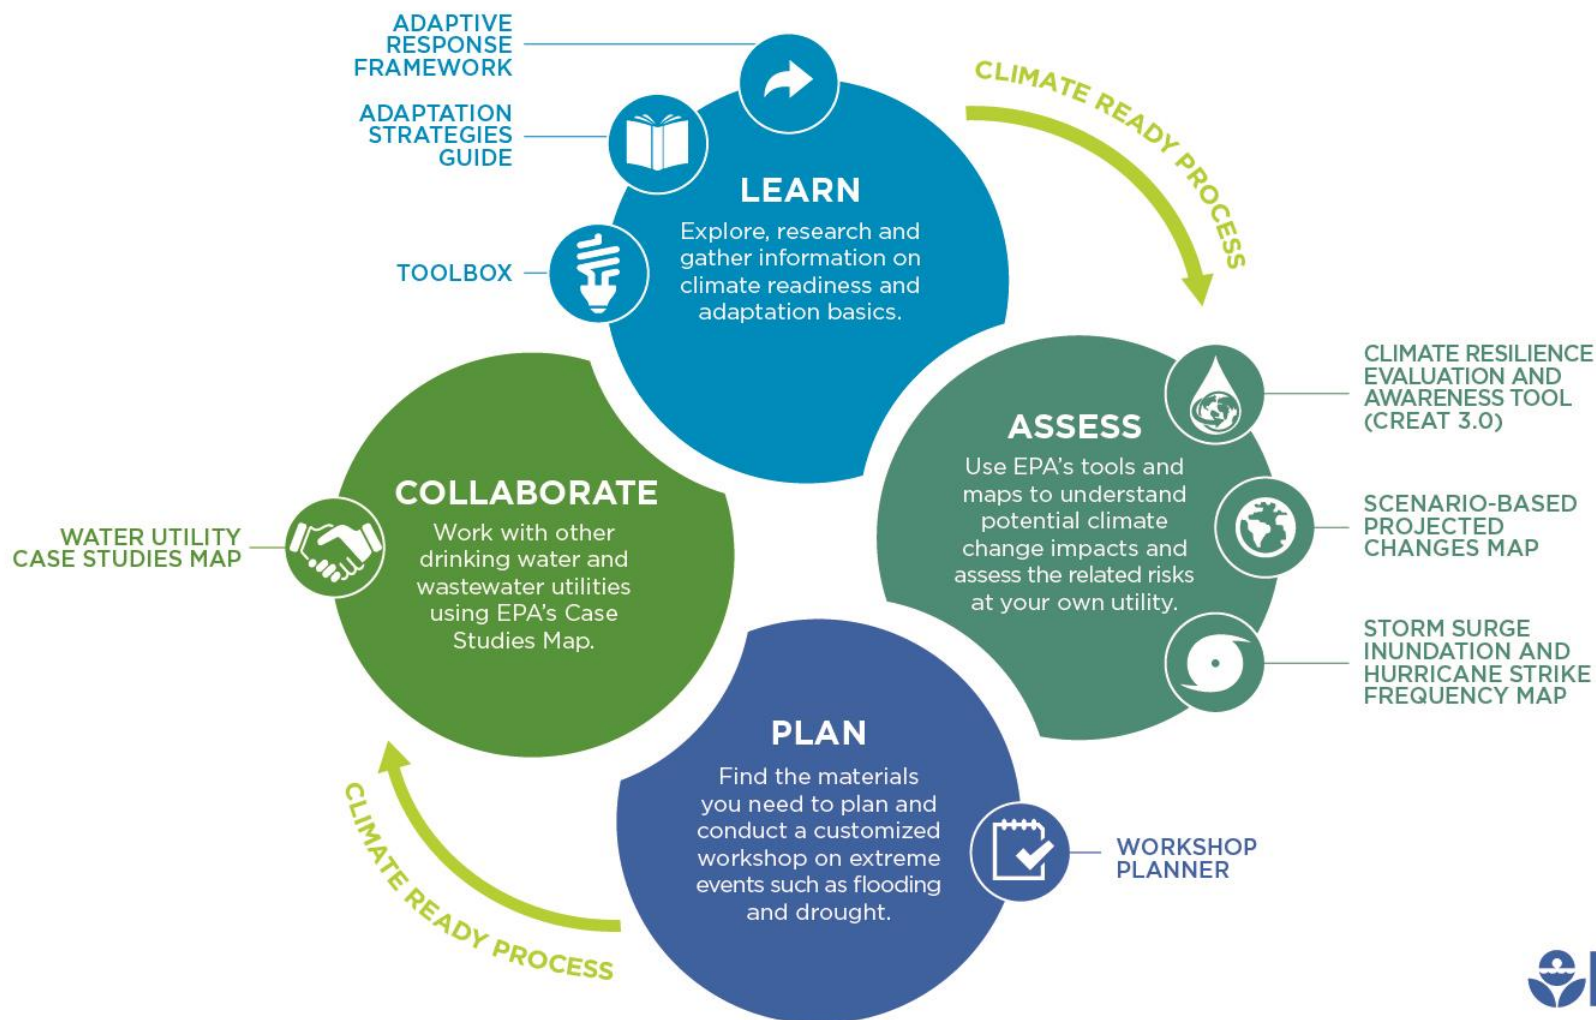 ADAPTIVE
RESPONSE
FRAMEWORK
ADAPTATION
STRATEGIES
GUIDE
TOOLBOX
LEARN
Explore, research and
gather information on
climate readiness and
adaptation basics.
CLIMATE READY PROCESS
CLIMATE RESILIENCE
EVALUATION AND
AWARENESS TOOL
(CREAT 3.0)
SCENARIO-BASED
PROJECTED
CHANGES MAP
STORM SURGE
INUNDATION AND
HURRICANE STRIKE
FREQUENCY MAP
ASSESS
Use EPA's tools and
maps to understand
potential climate
change impacts and
assess the related risks
at your own utility.
PLAN
Find the materials
you need to plan and
conduct a customized
workshop on extreme
events such as flooding
and drought.
WORKSHOP
PLANNER
CLIMATE READY PROCESS
COLLABORATE
Work with other
drinking water and
wastewater utilities
using EPA's Case
Studies Map.
WATER UTILITY
CASE STUDIES MAP